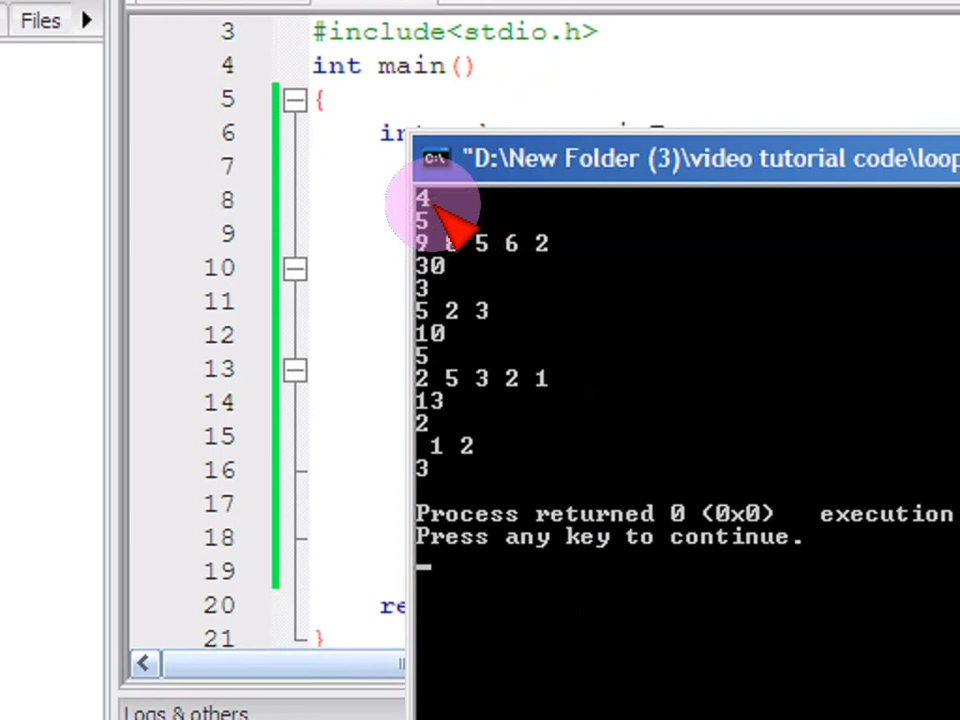 Files
3 #include<stdio.h>
4 int main()
5 {
6
7
8
9
10
11
12
13
14
15
16
17
18
19
20
21 }
C:\ "D:\New Folder (3)\video tutorial code\loop
4
5
9 8 5 6 2
30
3
5 2 3
10
5
2 5 3 2 1
13
2
1 2
3
Process returned 0 (0x0) execution
Press any key to continue.
Logs & others